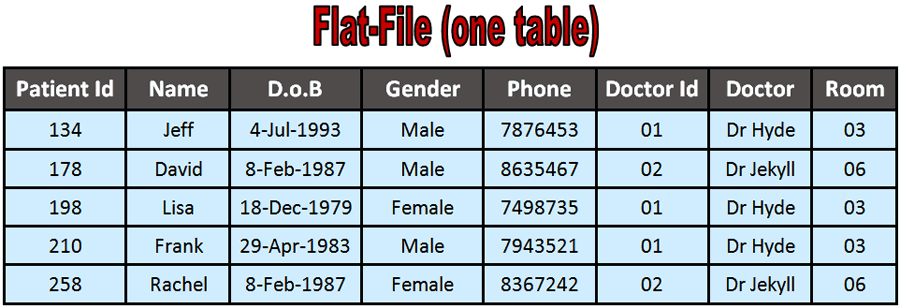 Flat-File (one table)
Patient Id Name D.o.B Gender Phone Doctor Id Doctor Room
134 Jeff 4-Jul-1993 Male 7876453 01 Dr Hyde 03
178 David 8-Feb-1987 Male 8635467 02 Dr Jekyll 06
198 Lisa 18-Dec-1979 Female 7498735 01 Dr Hyde 03
210 Frank 29-Apr-1983 Male 7943521 01 Dr Hyde 03
258 Rachel 8-Feb-1987 Female 8367242 02 Dr Jekyll 06